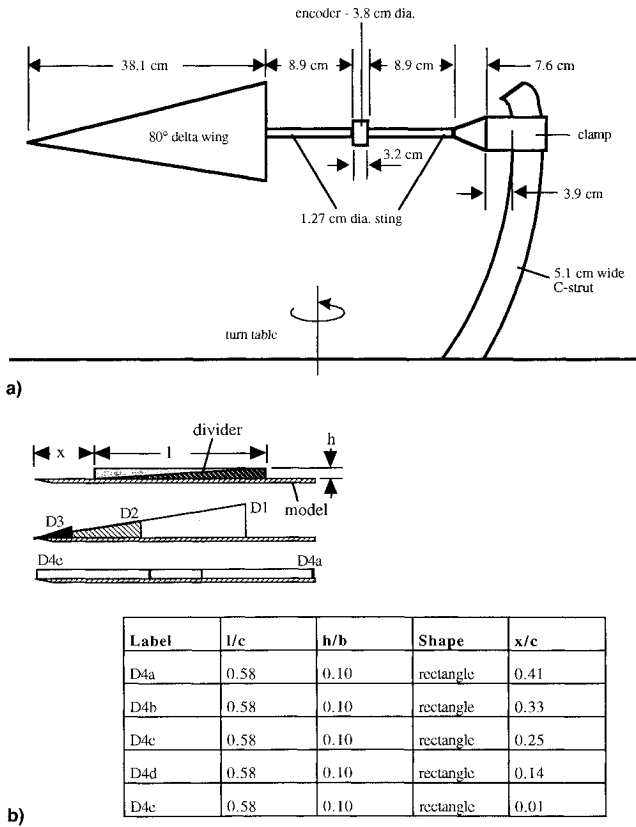 encoder - 3.8 cm dia.
38.1 cm
8.9 cm
8.9 cm
7.6 cm
80° delta wing
clamp
3.2 cm
3.9 cm
1.27 cm dia. sting
5.1 cm wide
C-strut
turn table
a)
divider
x
l
h
model
D3
D2
D1
D4e
D4a
Label l/c h/b Shape x/c
D4a 0.58 0.10 rectangle 0.41
D4b 0.58 0.10 rectangle 0.33
D4c 0.58 0.10 rectangle 0.25
D4d 0.58 0.10 rectangle 0.14
D4e 0.58 0.10 rectangle 0.01
b)